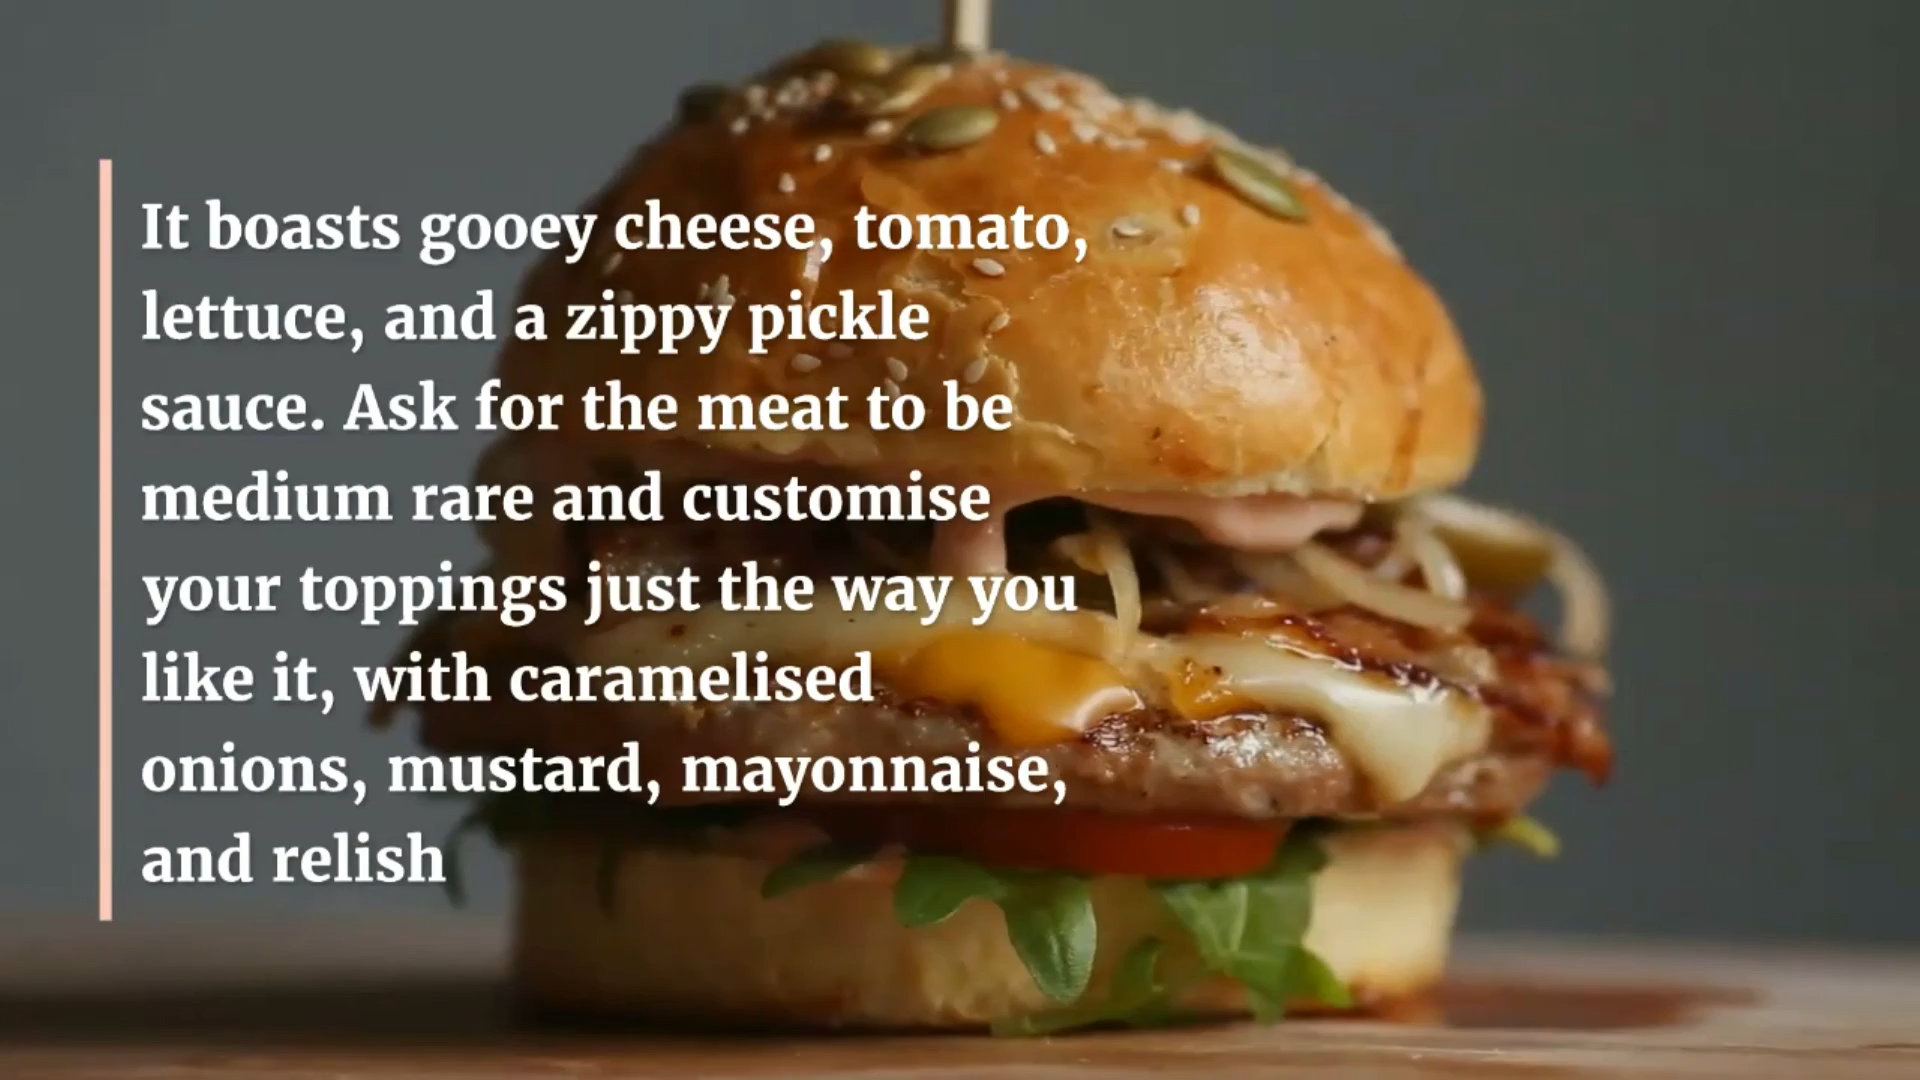 It boasts gooey cheese, tomato,
lettuce, and a zippy pickle
sauce. Ask for the meat to be
medium rare and customise
your toppings just the way you
like it, with caramelised
onions, mustard, mayonnaise,
and relish